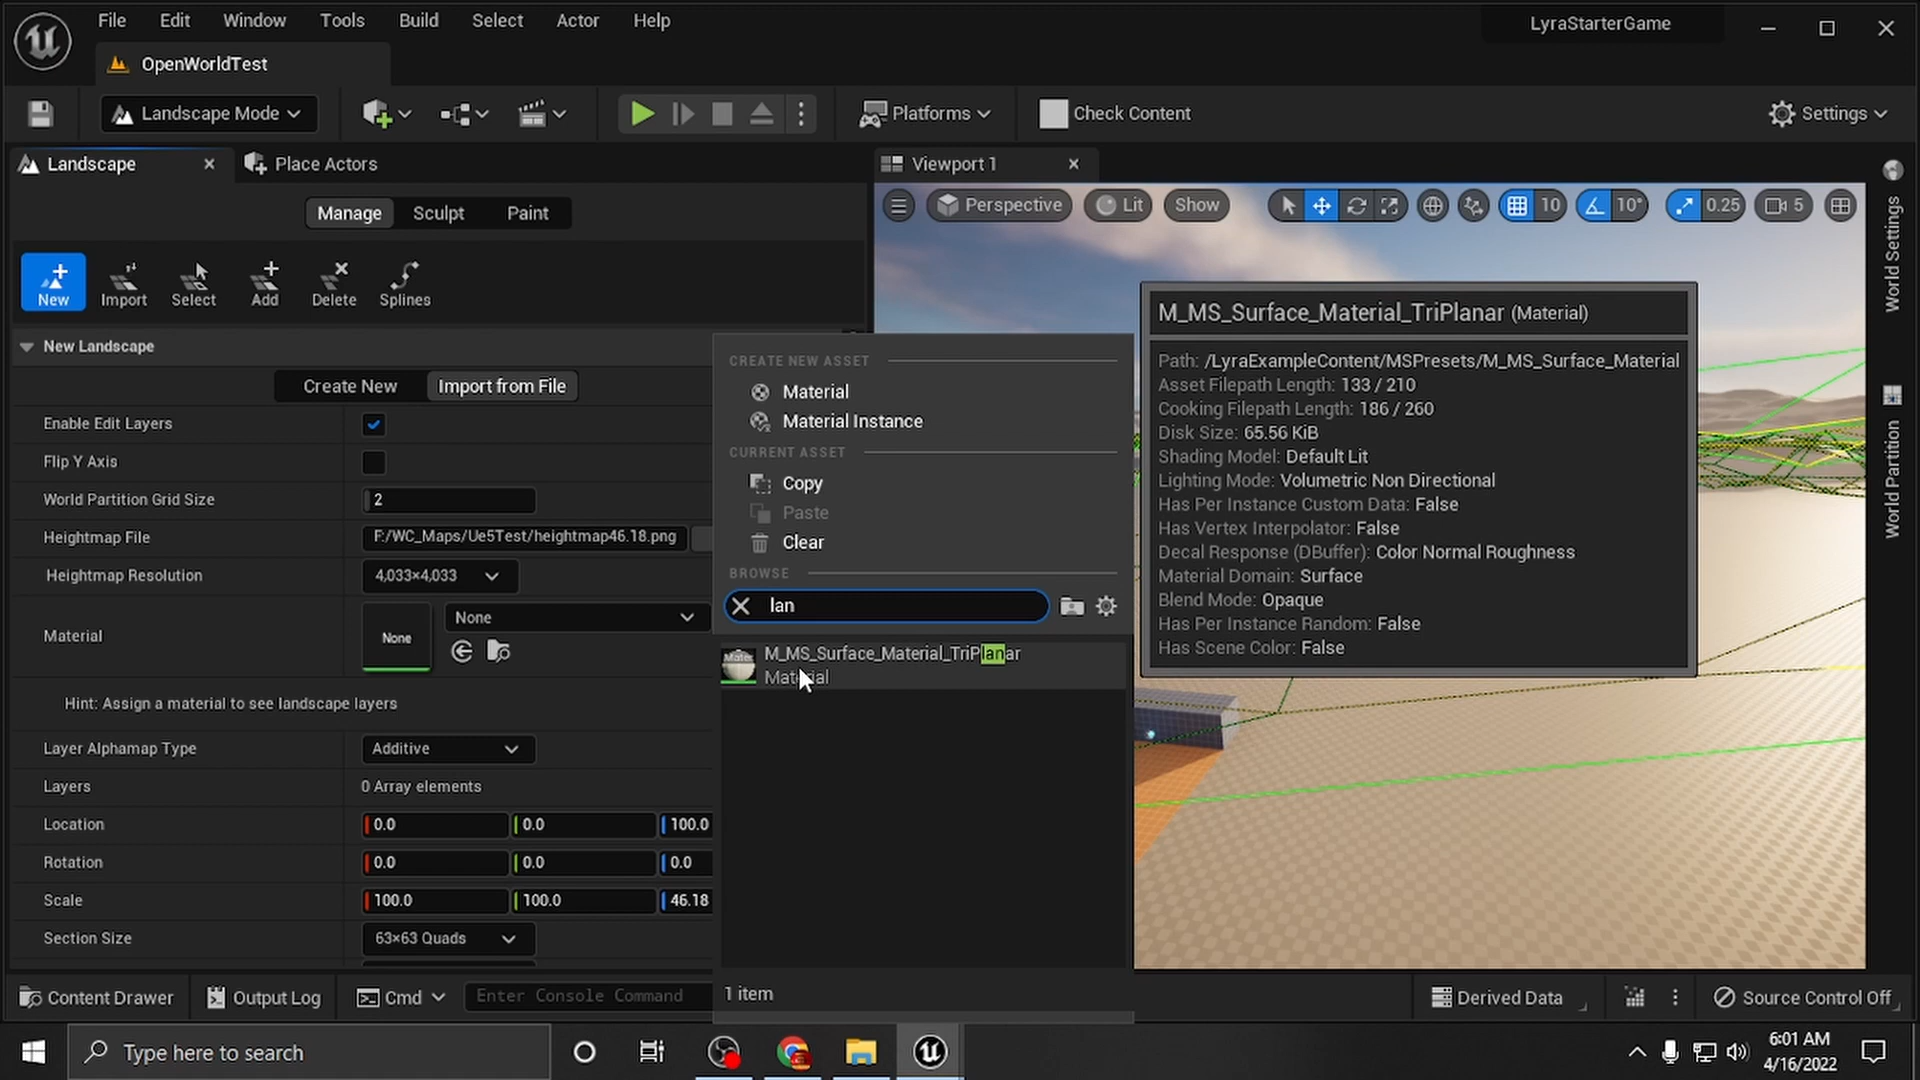 File Edit Window Tools Build Select Actor Help
LyraStarterGame
OpenWorldTest
Landscape Mode
Platforms
Check Content
Settings
Landscape
Place Actors
Viewport 1
Manage Sculpt Paint
Perspective
Lit
Show
10
10°
0.25
5
World Settings
World Partition
New Import Select Add Delete Splines
New Landscape
Create New
Import from File
Enable Edit Layers
Flip Y Axis
World Partition Grid Size
2
Heightmap File
F:/WC_Maps/Ue5Test/heightmap46.18.png
Heightmap Resolution
4,033×4,033
Material
None
None
Hint: Assign a material to see landscape layers
Layer Alphamap Type
Additive
Layers
0 Array elements
Location
0.0 0.0 100.0
Rotation
0.0 0.0 0.0
Scale
100.0 100.0 46.18
Section Size
63×63 Quads
CREATE NEW ASSET
Material
Material Instance
CURRENT ASSET
Copy
Paste
Clear
BROWSE
lan
M_MS_Surface_Material_TriPlanar
Material
1 item
M_MS_Surface_Material_TriPlanar (Material)
Path: /LyraExampleContent/MSPresets/M_MS_Surface_Material
Asset Filepath Length: 133 / 210
Cooking Filepath Length: 186 / 260
Disk Size: 65.56 KiB
Shading Model: Default Lit
Lighting Mode: Volumetric Non Directional
Has Per Instance Custom Data: False
Has Vertex Interpolator: False
Decal Response (DBuffer): Color Normal Roughness
Material Domain: Surface
Blend Mode: Opaque
Has Per Instance Random: False
Has Scene Color: False
Content Drawer
Output Log
Cmd
Enter Console Command
Derived Data
Source Control Off
Type here to search
6:01 AM
4/16/2022